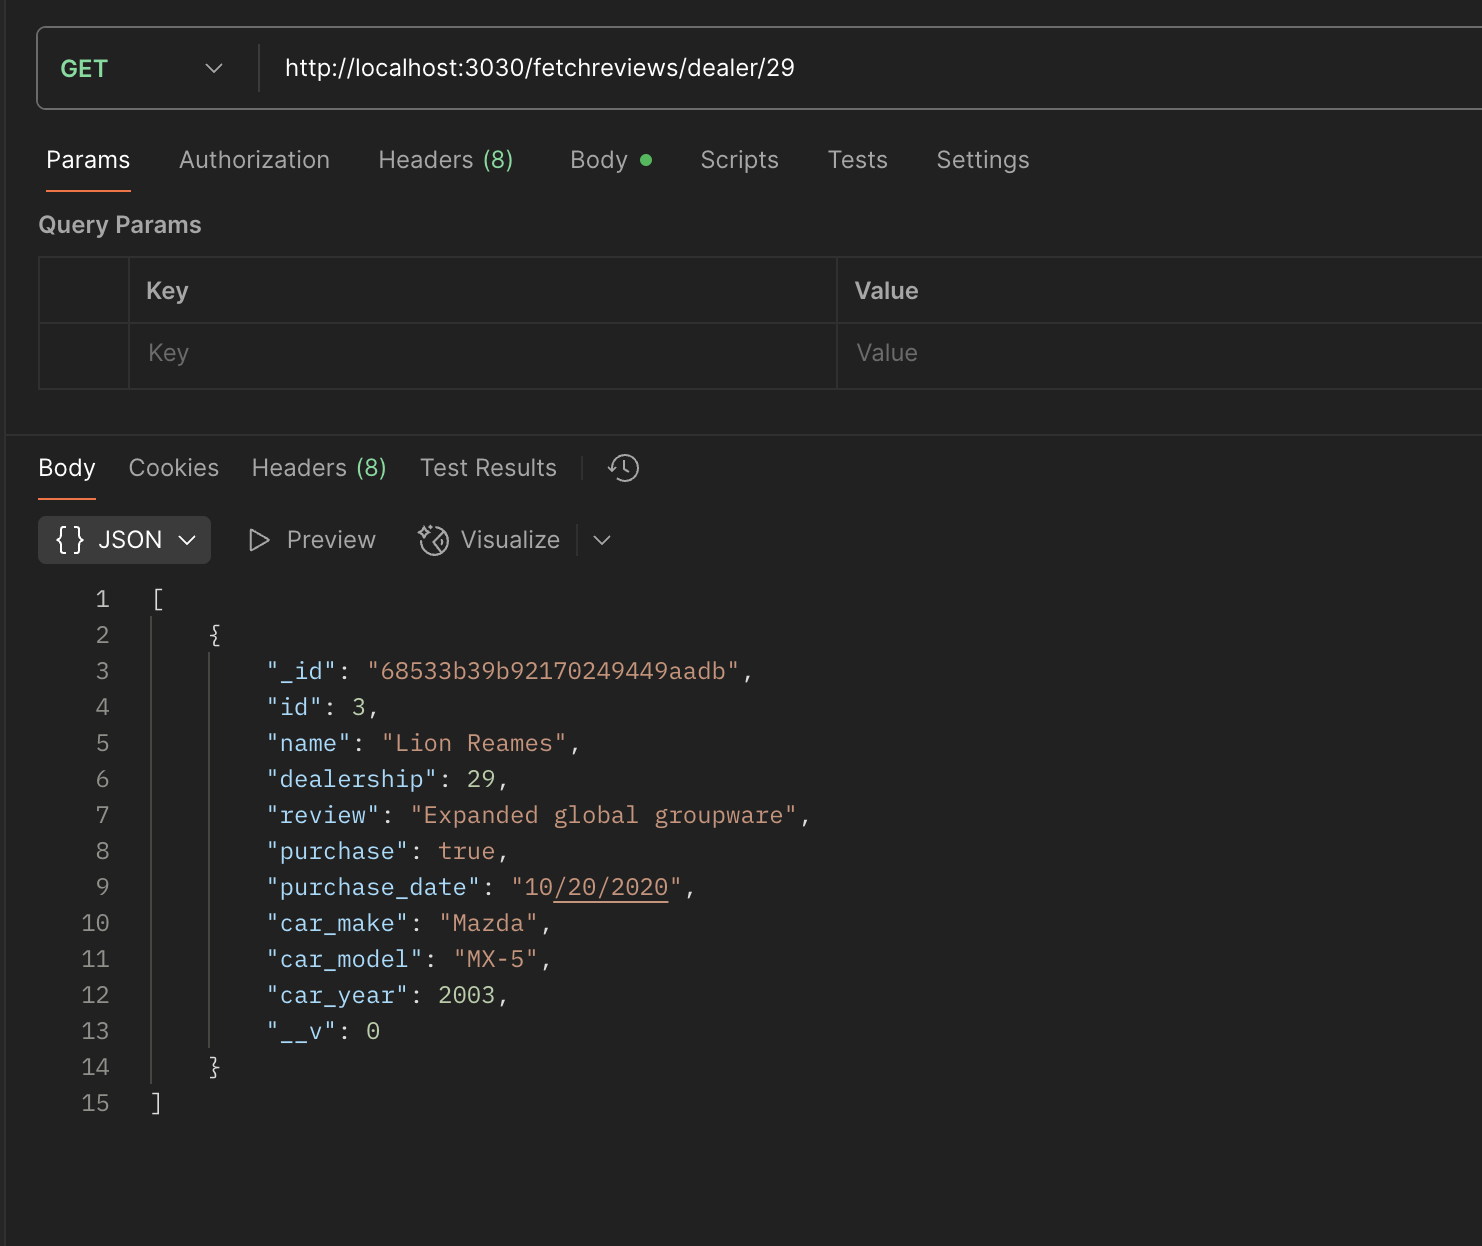 GET http://localhost:3030/fetchreviews/dealer/29
Params Authorization Headers (8) Body Scripts Tests Settings
Query Params
Key Value
Key Value
Body Cookies Headers (8) Test Results
{ } JSON Preview Visualize
1 [
2 {
3 "_id": "68533b39b92170249449aadb",
4 "id": 3,
5 "name": "Lion Reames",
6 "dealership": 29,
7 "review": "Expanded global groupware",
8 "purchase": true,
9 "purchase_date": "10/20/2020",
10 "car_make": "Mazda",
11 "car_model": "MX-5",
12 "car_year": 2003,
13 "__v": 0
14 }
15 ]